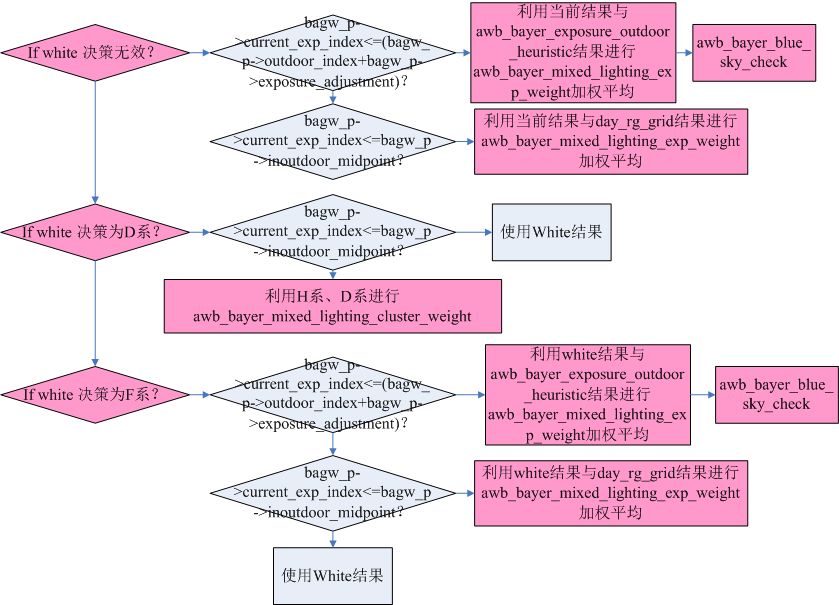 If white 决策无效？
bagw_p-
>current_exp_index<=(bagw_
p->outdoor_index+bagw_p-
>exposure_adjustment)？
利用当前结果与
awb_bayer_exposure_outdoor
_heuristic结果进行
awb_bayer_mixed_lighting_ex
p_weight加权平均
awb_bayer_blue_
sky_check
bagw_p-
>current_exp_index<=bagw_p
->inoutdoor_midpoint？
利用当前结果与day_rg_grid结果进行
awb_bayer_mixed_lighting_exp_weight
加权平均
If white 决策为D系？
bagw_p-
>current_exp_index<=bagw_p
->inoutdoor_midpoint？
使用White结果
利用H系、D系进行
awb_bayer_mixed_lighting_cluster_weight
If white 决策为F系？
bagw_p-
>current_exp_index<=(bagw_
p->outdoor_index+bagw_p-
>exposure_adjustment)？
利用white结果与
awb_bayer_exposure_outdoor
_heuristic结果进行
awb_bayer_mixed_lighting_ex
p_weight加权平均
awb_bayer_blue_
sky_check
bagw_p-
>current_exp_index<=bagw_p
->inoutdoor_midpoint？
利用white结果与day_rg_grid结果进行
awb_bayer_mixed_lighting_exp_weight
加权平均
使用White结果